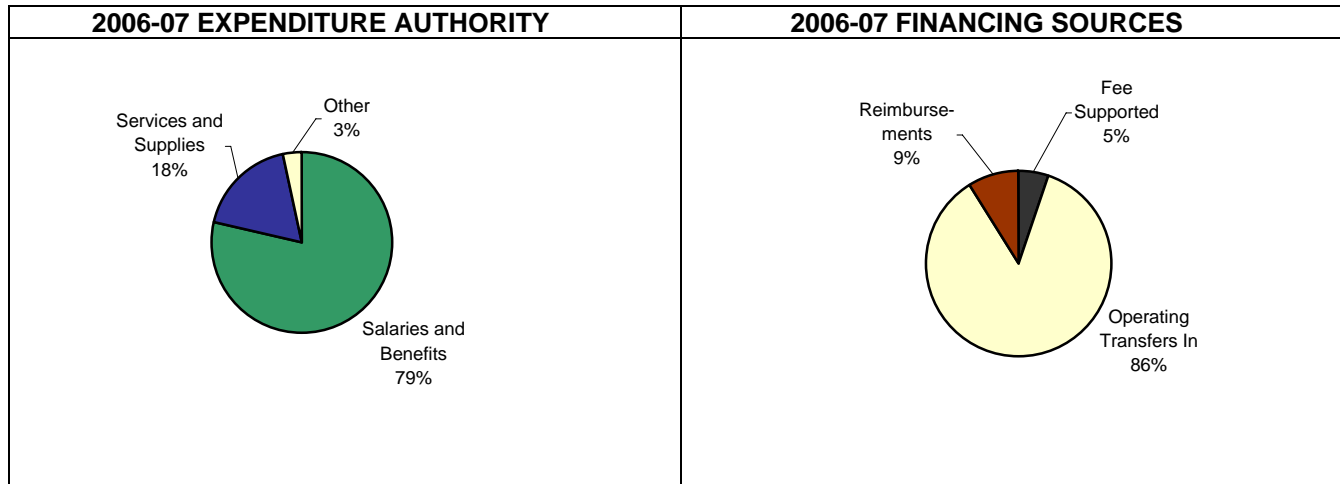 2006-07 EXPENDITURE AUTHORITY
Other
3%
Services and
Supplies
18%
Salaries and
Benefits
79%
2006-07 FINANCING SOURCES
Fee
Supported
5%
Reimburse-
ments
9%
Operating
Transfers In
86%